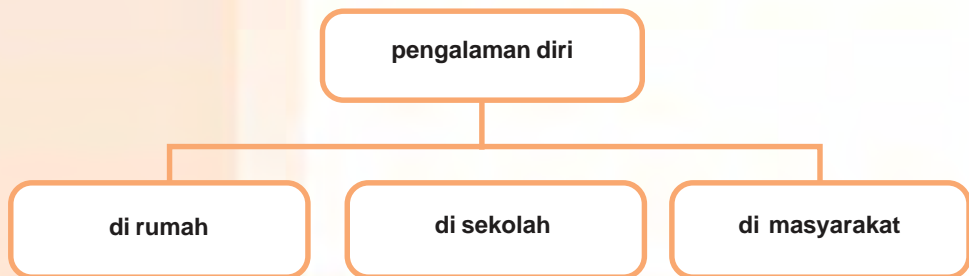 pengalaman diri
di rumah
di sekolah
di masyarakat